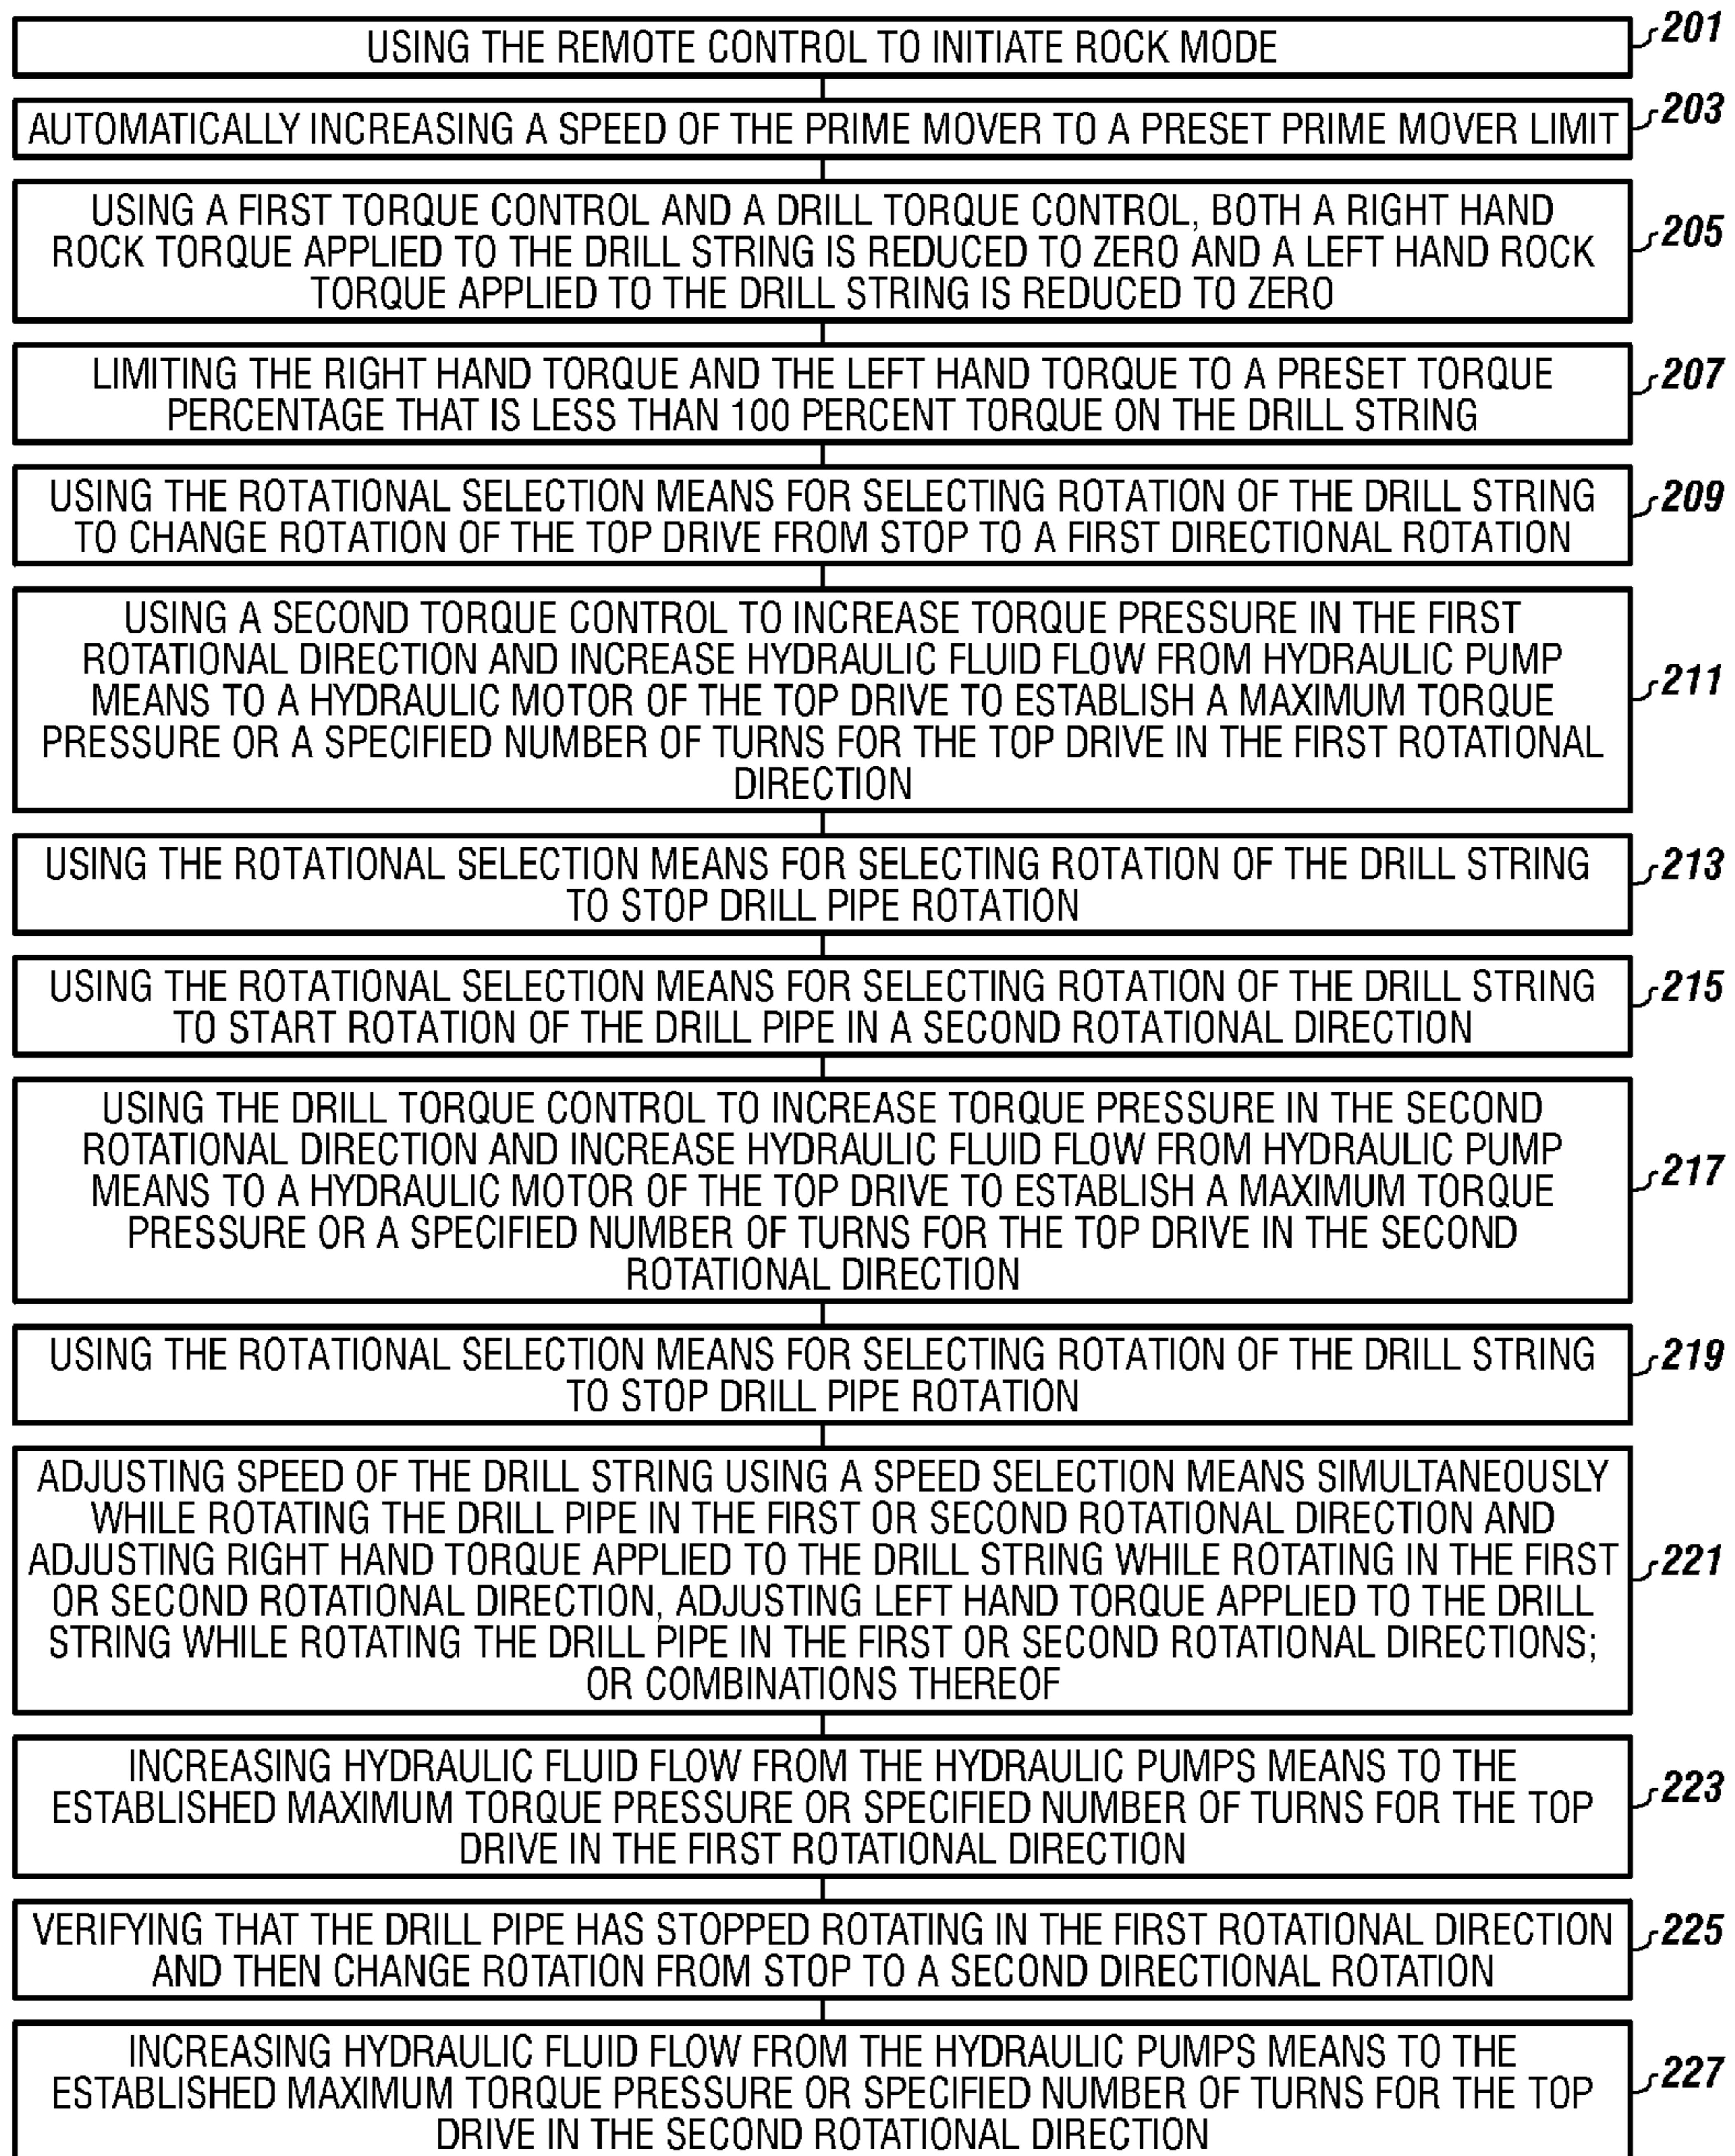 USING THE REMOTE CONTROL TO INITIATE ROCK MODE
201
AUTOMATICALLY INCREASING A SPEED OF THE PRIME MOVER TO A PRESET PRIME MOVER LIMIT
203
USING A FIRST TORQUE CONTROL AND A DRILL TORQUE CONTROL, BOTH A RIGHT HAND
ROCK TORQUE APPLIED TO THE DRILL STRING IS REDUCED TO ZERO AND A LEFT HAND ROCK
TORQUE APPLIED TO THE DRILL STRING IS REDUCED TO ZERO
205
LIMITING THE RIGHT HAND TORQUE AND THE LEFT HAND TORQUE TO A PRESET TORQUE
PERCENTAGE THAT IS LESS THAN 100 PERCENT TORQUE ON THE DRILL STRING
207
USING THE ROTATIONAL SELECTION MEANS FOR SELECTING ROTATION OF THE DRILL STRING
TO CHANGE ROTATION OF THE TOP DRIVE FROM STOP TO A FIRST DIRECTIONAL ROTATION
209
USING A SECOND TORQUE CONTROL TO INCREASE TORQUE PRESSURE IN THE FIRST
ROTATIONAL DIRECTION AND INCREASE HYDRAULIC FLUID FLOW FROM HYDRAULIC PUMP
MEANS TO A HYDRAULIC MOTOR OF THE TOP DRIVE TO ESTABLISH A MAXIMUM TORQUE
PRESSURE OR A SPECIFIED NUMBER OF TURNS FOR THE TOP DRIVE IN THE FIRST ROTATIONAL
DIRECTION
211
USING THE ROTATIONAL SELECTION MEANS FOR SELECTING ROTATION OF THE DRILL STRING
TO STOP DRILL PIPE ROTATION
213
USING THE ROTATIONAL SELECTION MEANS FOR SELECTING ROTATION OF THE DRILL STRING
TO START ROTATION OF THE DRILL PIPE IN A SECOND ROTATIONAL DIRECTION
215
USING THE DRILL TORQUE CONTROL TO INCREASE TORQUE PRESSURE IN THE SECOND
ROTATIONAL DIRECTION AND INCREASE HYDRAULIC FLUID FLOW FROM HYDRAULIC PUMP
MEANS TO A HYDRAULIC MOTOR OF THE TOP DRIVE TO ESTABLISH A MAXIMUM TORQUE
PRESSURE OR A SPECIFIED NUMBER OF TURNS FOR THE TOP DRIVE IN THE SECOND
ROTATIONAL DIRECTION
217
USING THE ROTATIONAL SELECTION MEANS FOR SELECTING ROTATION OF THE DRILL STRING
TO STOP DRILL PIPE ROTATION
219
ADJUSTING SPEED OF THE DRILL STRING USING A SPEED SELECTION MEANS SIMULTANEOUSLY
WHILE ROTATING THE DRILL PIPE IN THE FIRST OR SECOND ROTATIONAL DIRECTION AND
ADJUSTING RIGHT HAND TORQUE APPLIED TO THE DRILL STRING WHILE ROTATING IN THE FIRST
OR SECOND ROTATIONAL DIRECTION, ADJUSTING LEFT HAND TORQUE APPLIED TO THE DRILL
STRING WHILE ROTATING THE DRILL PIPE IN THE FIRST OR SECOND ROTATIONAL DIRECTIONS;
OR COMBINATIONS THEREOF
221
INCREASING HYDRAULIC FLUID FLOW FROM THE HYDRAULIC PUMPS MEANS TO THE
ESTABLISHED MAXIMUM TORQUE PRESSURE OR SPECIFIED NUMBER OF TURNS FOR THE TOP
DRIVE IN THE FIRST ROTATIONAL DIRECTION
223
VERIFYING THAT THE DRILL PIPE HAS STOPPED ROTATING IN THE FIRST ROTATIONAL DIRECTION
AND THEN CHANGE ROTATION FROM STOP TO A SECOND DIRECTIONAL ROTATION
225
INCREASING HYDRAULIC FLUID FLOW FROM THE HYDRAULIC PUMPS MEANS TO THE
ESTABLISHED MAXIMUM TORQUE PRESSURE OR SPECIFIED NUMBER OF TURNS FOR THE TOP
DRIVE IN THE SECOND ROTATIONAL DIRECTION
227